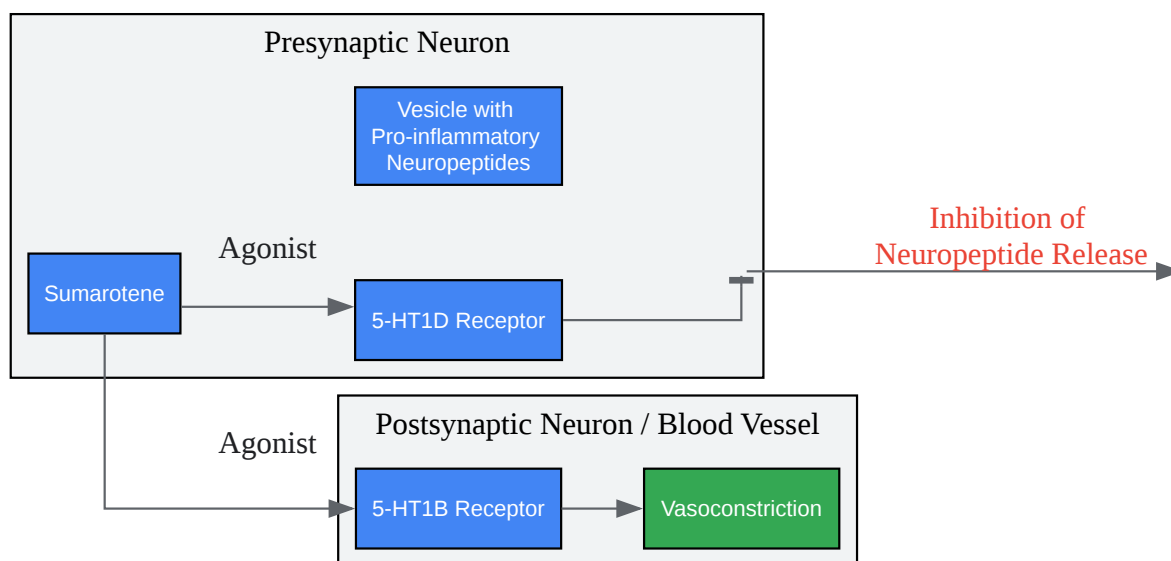 Presynaptic Neuron
Vesicle with
Pro-inflammatory
Neuropeptides
Inhibition of
Neuropeptide Release
Agonist
Sumarotene
5-HT1D Receptor
Postsynaptic Neuron / Blood Vessel
Agonist
5-HT1B Receptor
Vasoconstriction